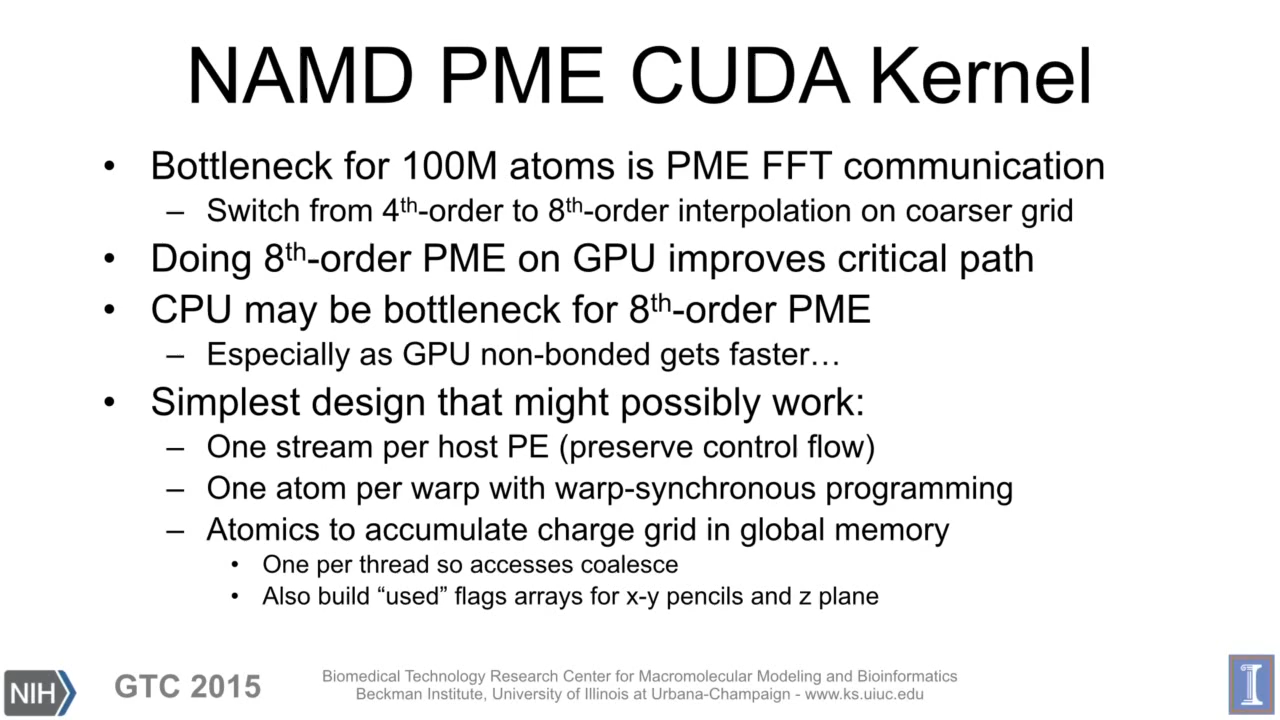 NAMD PME CUDA Kernel
• Bottleneck for 100M atoms is PME FFT communication
– Switch from 4th-order to 8th-order interpolation on coarser grid
• Doing 8th-order PME on GPU improves critical path
• CPU may be bottleneck for 8th-order PME
– Especially as GPU non-bonded gets faster…
• Simplest design that might possibly work:
– One stream per host PE (preserve control flow)
– One atom per warp with warp-synchronous programming
– Atomics to accumulate charge grid in global memory
• One per thread so accesses coalesce
• Also build “used” flags arrays for x-y pencils and z plane
NIH
GTC 2015
Biomedical Technology Research Center for Macromolecular Modeling and Bioinformatics
Beckman Institute, University of Illinois at Urbana-Champaign - www.ks.uiuc.edu
I